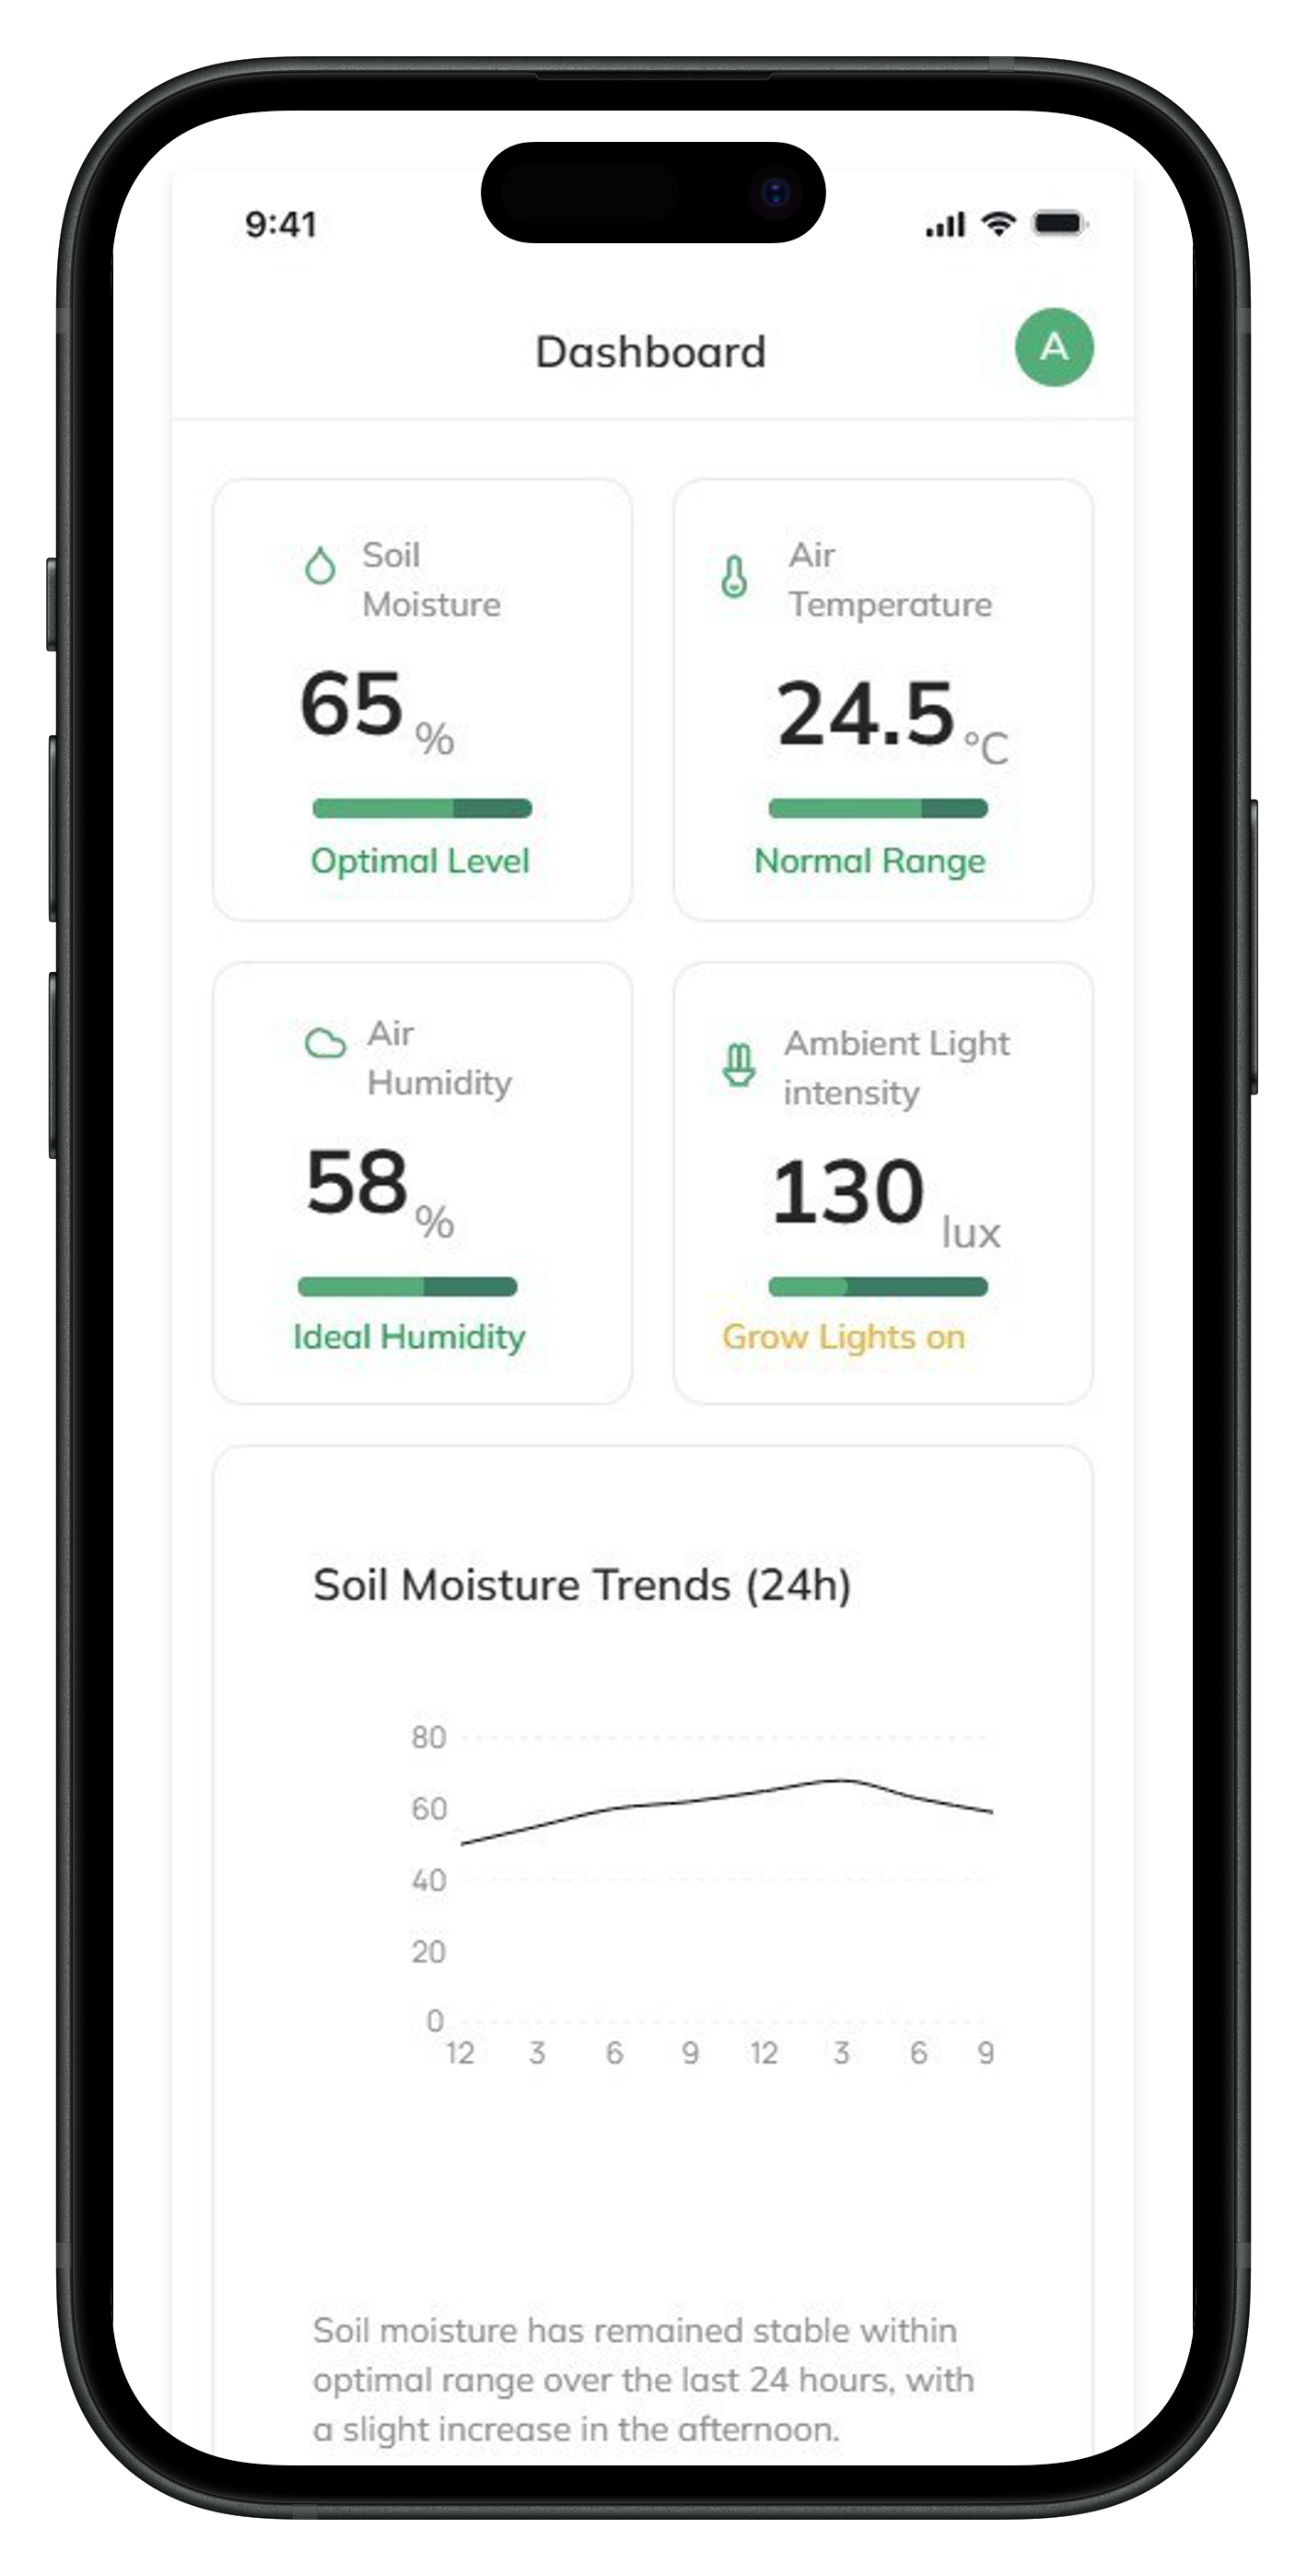 9:41
Dashboard
A
Soil
Moisture
65 %
Optimal Level
Air
Temperature
24.5 °C
Normal Range
Air
Humidity
58 %
Ideal Humidity
Ambient Light
intensity
130 lux
Grow Lights on
Soil Moisture Trends (24h)
80
60
40
20
0
12 3 6 9 12 3 6 9
Soil moisture has remained stable within
optimal range over the last 24 hours, with
a slight increase in the afternoon.